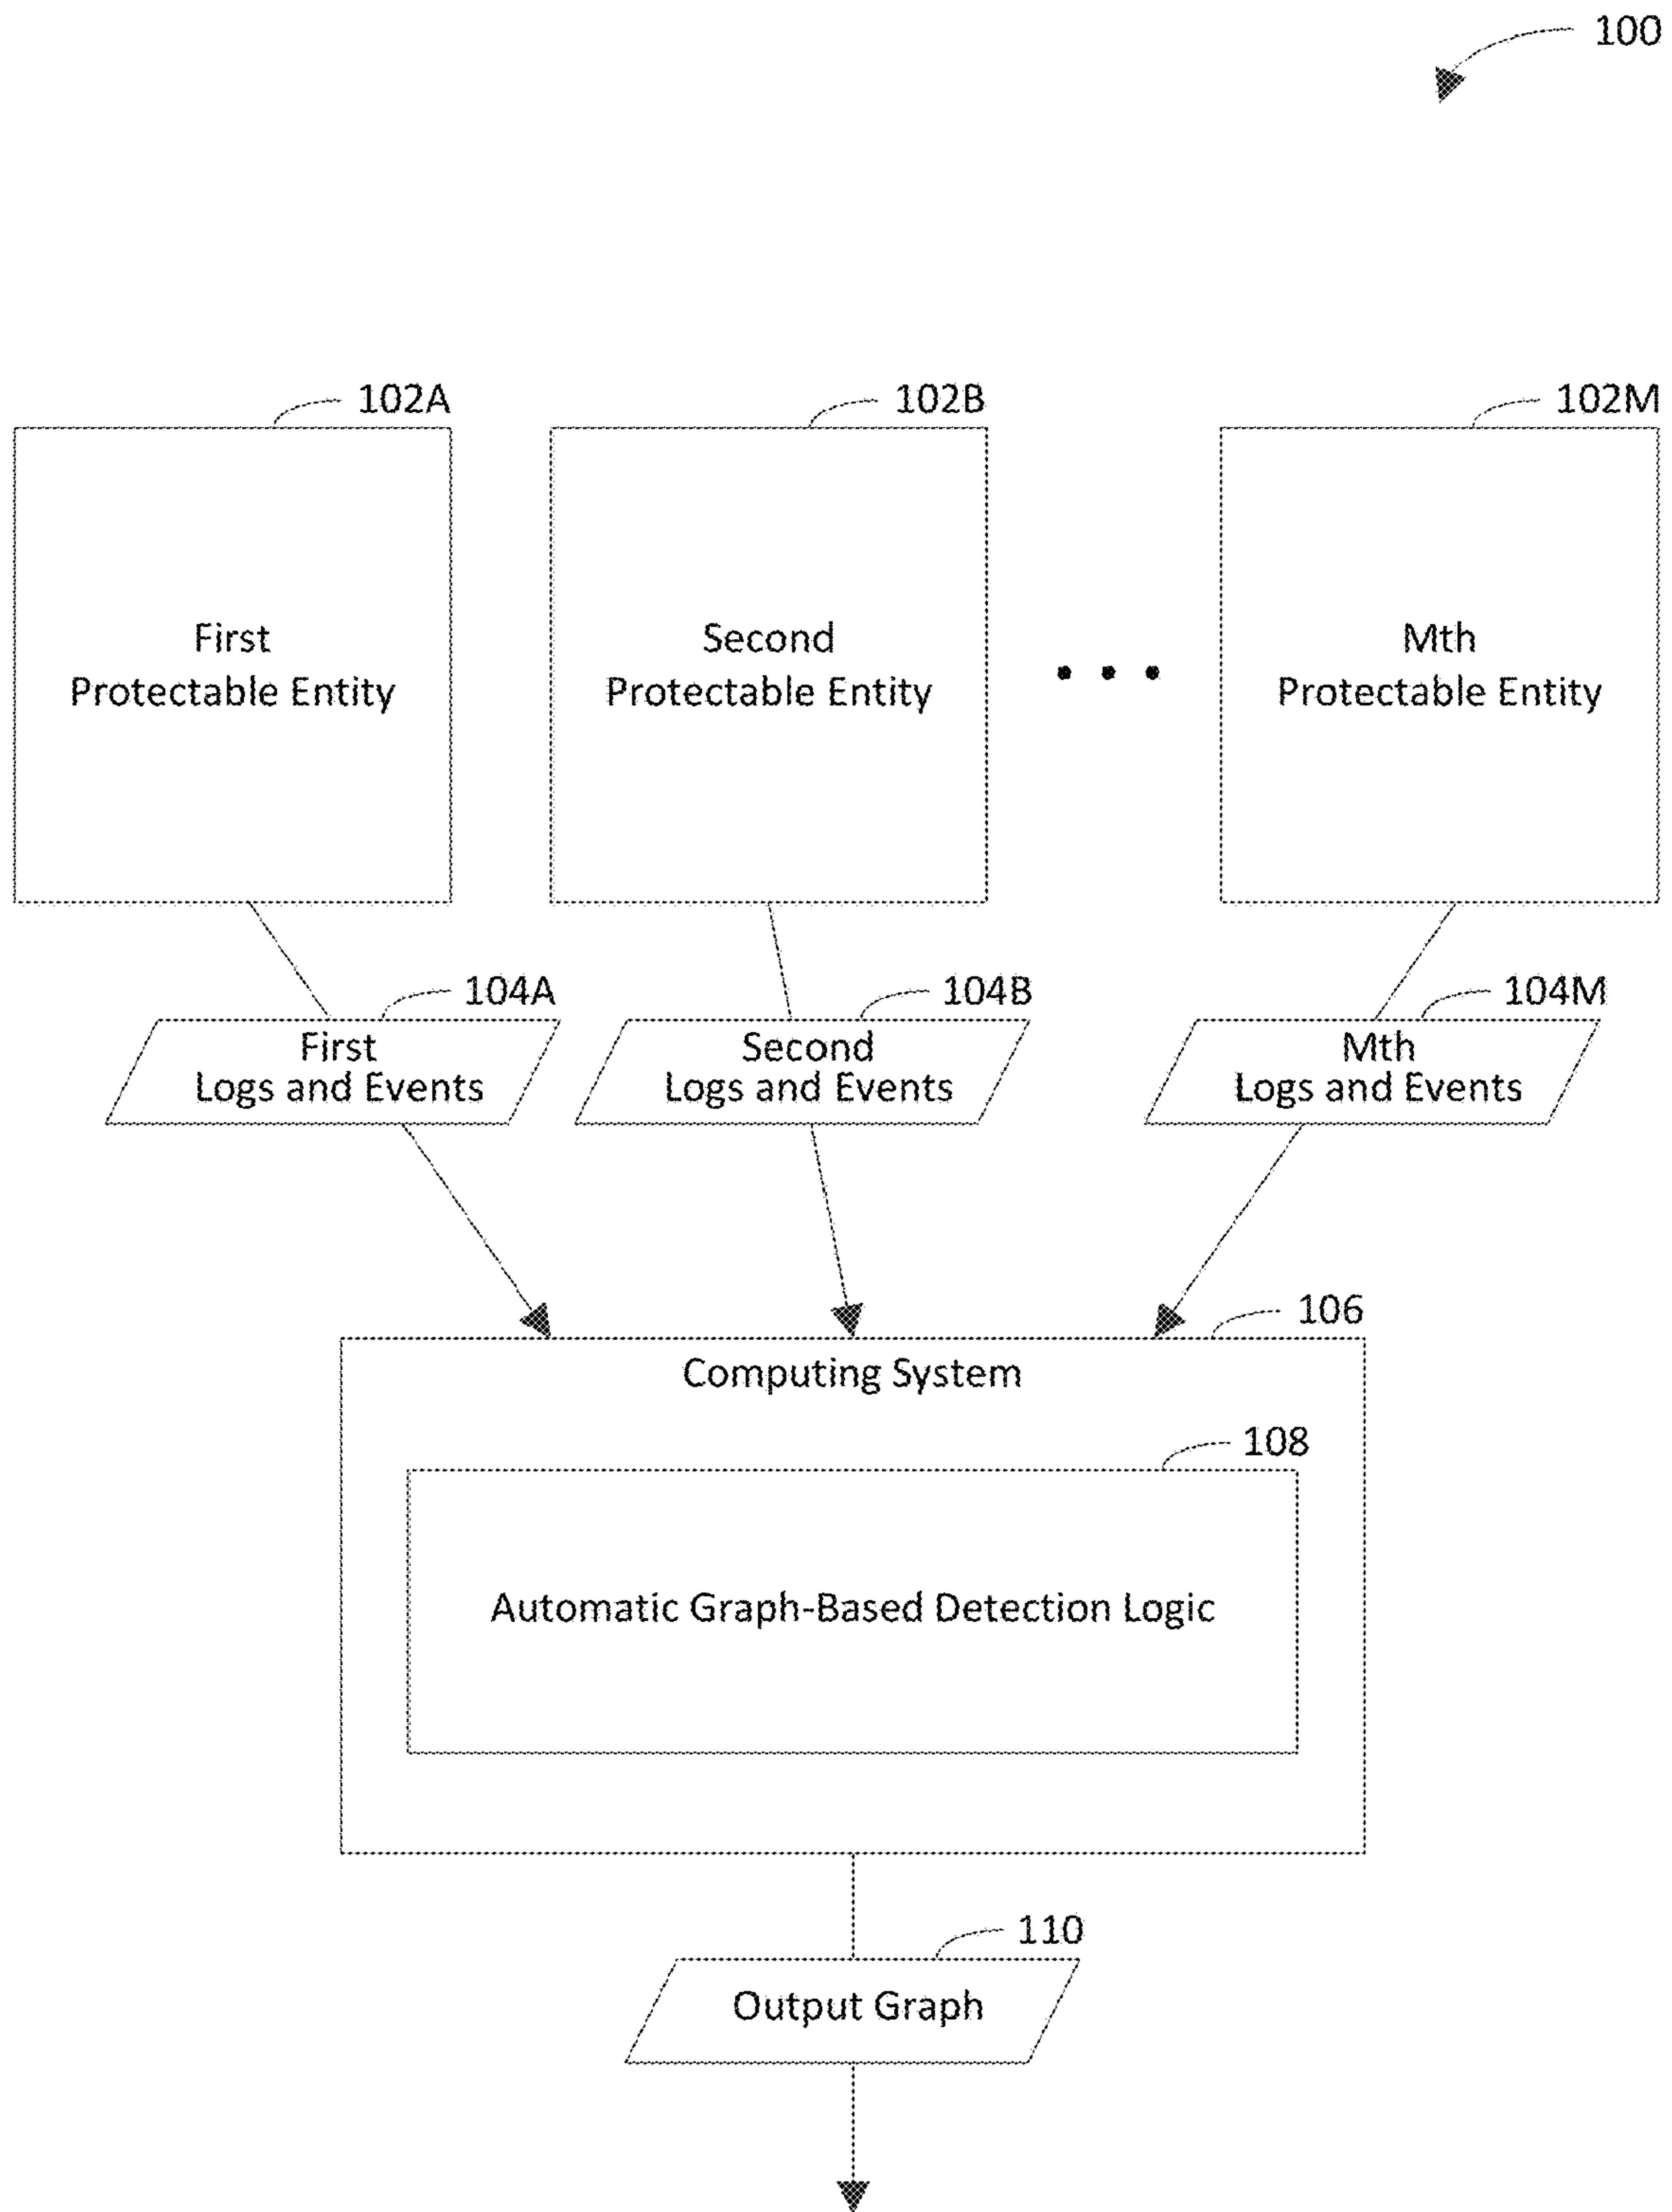 100
102A
102B
102M
First
Protectable Entity
Second
Protectable Entity
Mth
Protectable Entity
104A
104B
104M
First
Logs and Events
Second
Logs and Events
Mth
Logs and Events
106
Computing System
108
Automatic Graph-Based Detection Logic
110
Output Graph